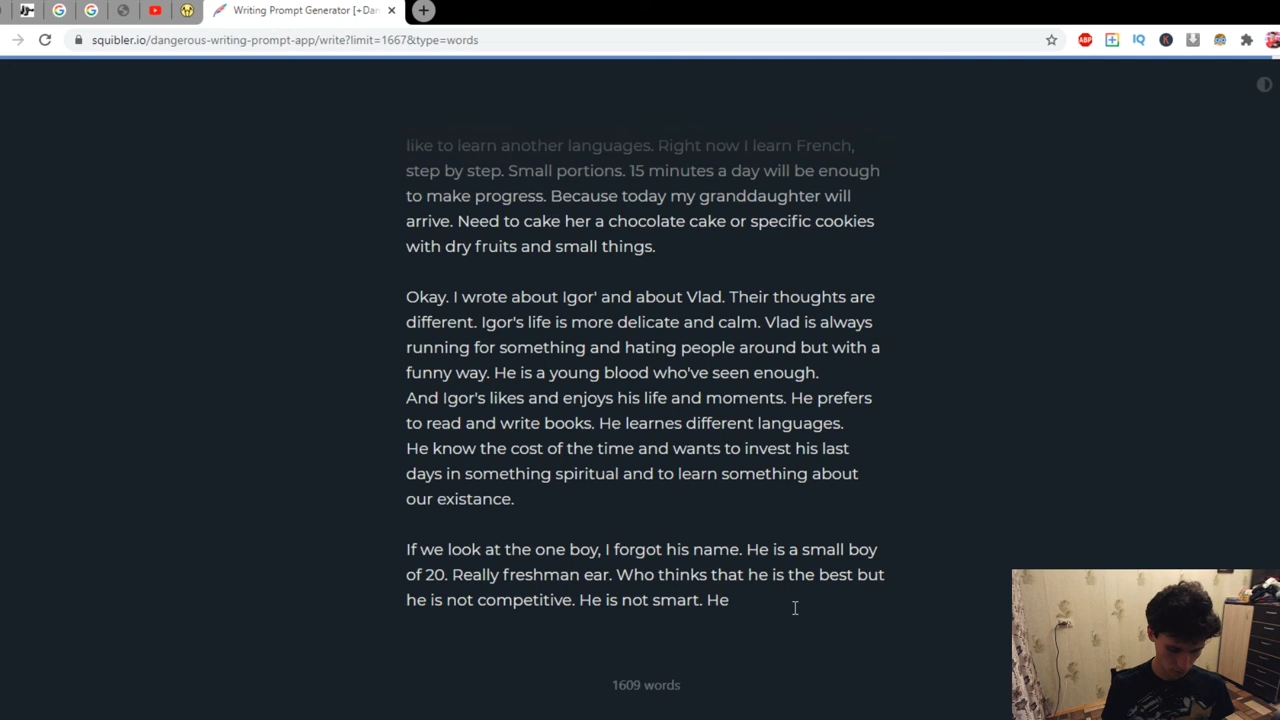 Writing Prompt Generator [+Dan
squibler.io/dangerous-writing-prompt-app/write?limit=1667&type=words
ABP
IQ
K
like to learn another languages. Right now I learn French,
step by step. Small portions. 15 minutes a day will be enough
to make progress. Because today my granddaughter will
arrive. Need to cake her a chocolate cake or specific cookies
with dry fruits and small things.
Okay. I wrote about Igor' and about Vlad. Their thoughts are
different. Igor's life is more delicate and calm. Vlad is always
running for something and hating people around but with a
funny way. He is a young blood who've seen enough.
And Igor's likes and enjoys his life and moments. He prefers
to read and write books. He learnes different languages.
He know the cost of the time and wants to invest his last
days in something spiritual and to learn something about
our existance.
If we look at the one boy, I forgot his name. He is a small boy
of 20. Really freshman ear. Who thinks that he is the best but
he is not competitive. He is not smart. He
1609 words